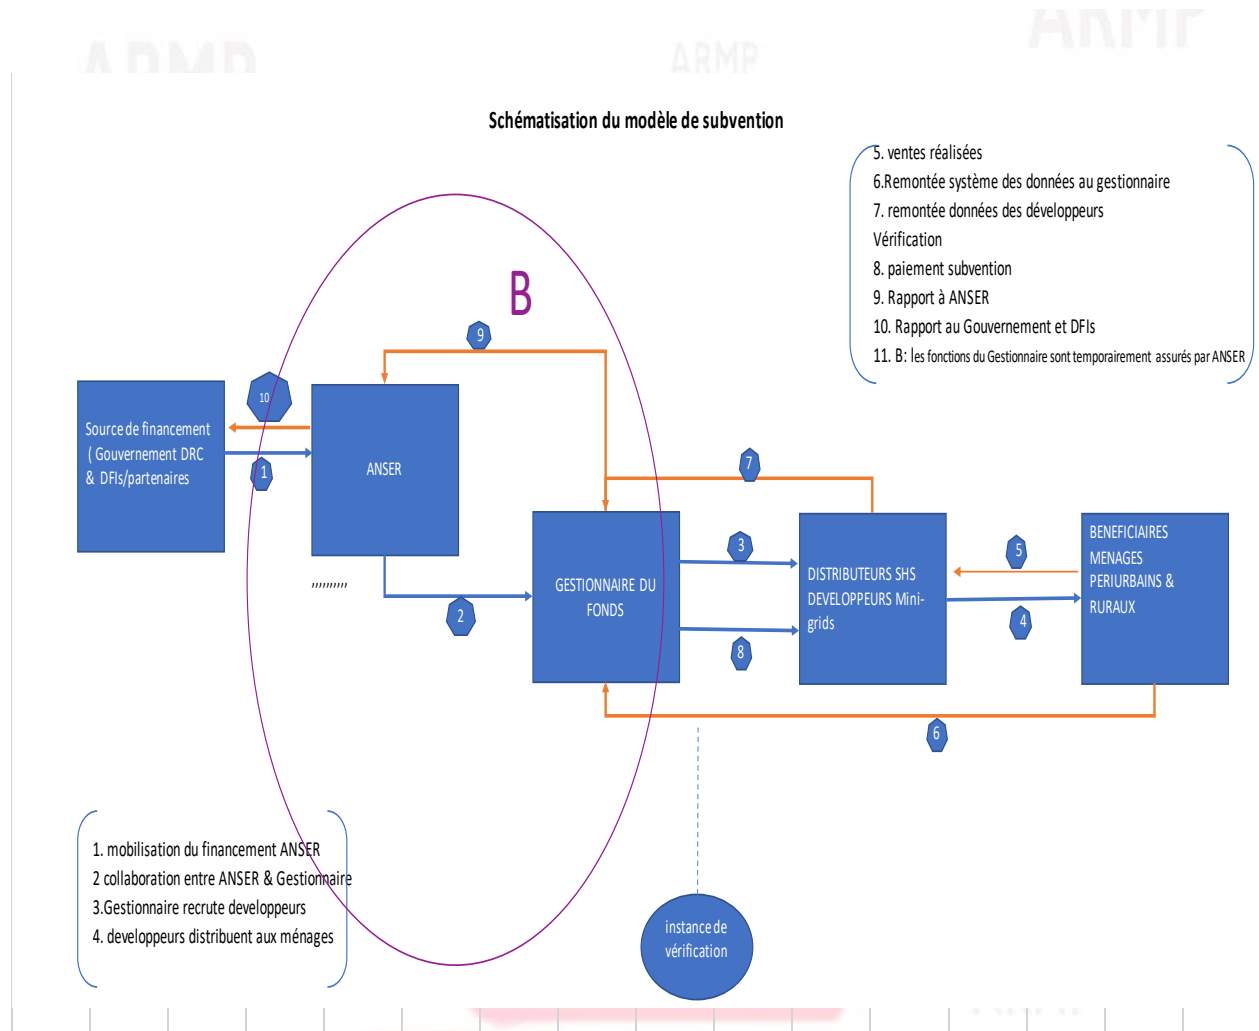 ARMP
ARMP
ARMP
Schématisation du modèle de subvention
5. ventes réalisées
6.Remontée système des données au gestionnaire
7. remontée données des développeurs
Vérification
8. paiement subvention
9. Rapport à ANSER
10. Rapport au Gouvernement et DFIs
11. B: les fonctions du Gestionnaire sont temporairement assurés par ANSER
B
9
10
Source de financement
( Gouvernement DRC
& DFIs/partenaires
1
ANSER
7
3
5
BENEFICIAIRES
MENAGES
PERIURBAINS &
RURAUX
GESTIONNAIRE DU
FONDS
DISTRIBUTEURS SHS
DEVELOPPEURS Mini-
grids
,,,,,,,,,,
2
8
4
6
1. mobilisation du financement ANSER
2 collaboration entre ANSER & Gestionnaire
3.Gestionnaire recrute developpeurs
4. developpeurs distribuent aux ménages
instance de
vérification